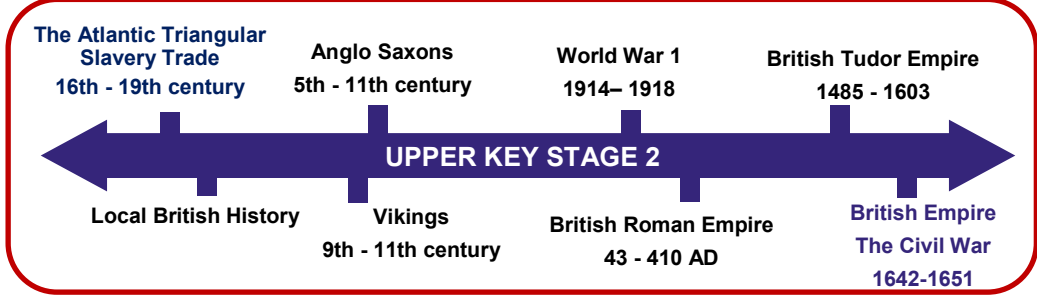 The Atlantic Triangular
Slavery Trade
16th - 19th century
Anglo Saxons
5th - 11th century
World War 1
1914– 1918
British Tudor Empire
1485 - 1603
UPPER KEY STAGE 2
Local British History
Vikings
9th - 11th century
British Roman Empire
43 - 410 AD
British Empire
The Civil War
1642-1651